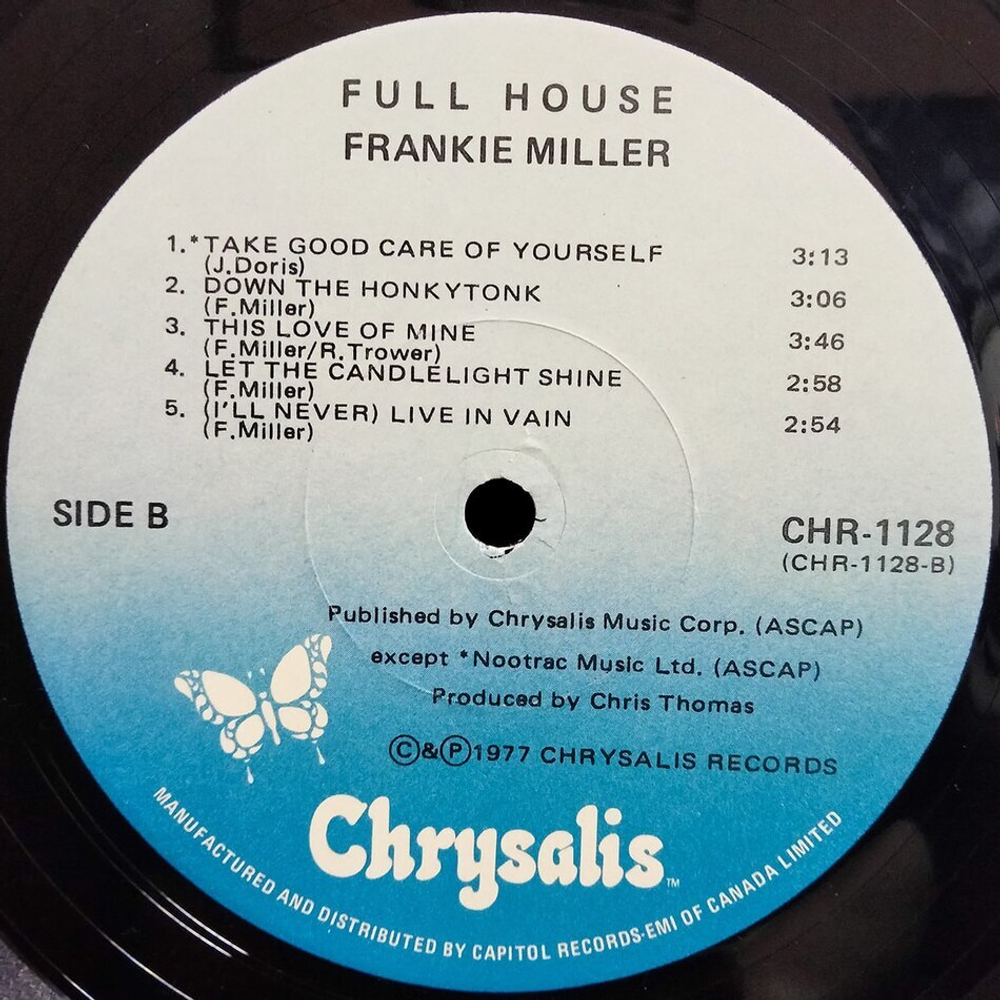 FULL HOUSE
FRANKIE MILLER
1.*TAKE GOOD CARE OF YOURSELF 3:13
(J.Doris)
2. DOWN THE HONKYTONK 3:06
(F.Miller)
3. THIS LOVE OF MINE 3:46
(F.Miller/R.Trower)
4. LET THE CANDLELIGHT SHINE 2:58
(F.Miller)
5. (I'LL NEVER) LIVE IN VAIN 2:54
(F.Miller)
SIDE B
CHR-1128
(CHR-1128-B)
Published by Chrysalis Music Corp. (ASCAP)
except *Nootrac Music Ltd. (ASCAP)
Produced by Chris Thomas
Ⓒ&Ⓟ1977 CHRYSALIS RECORDS
Chrysalis™
MANUFACTURED AND DISTRIBUTED BY CAPITOL RECORDS-EMI OF CANADA LIMITED